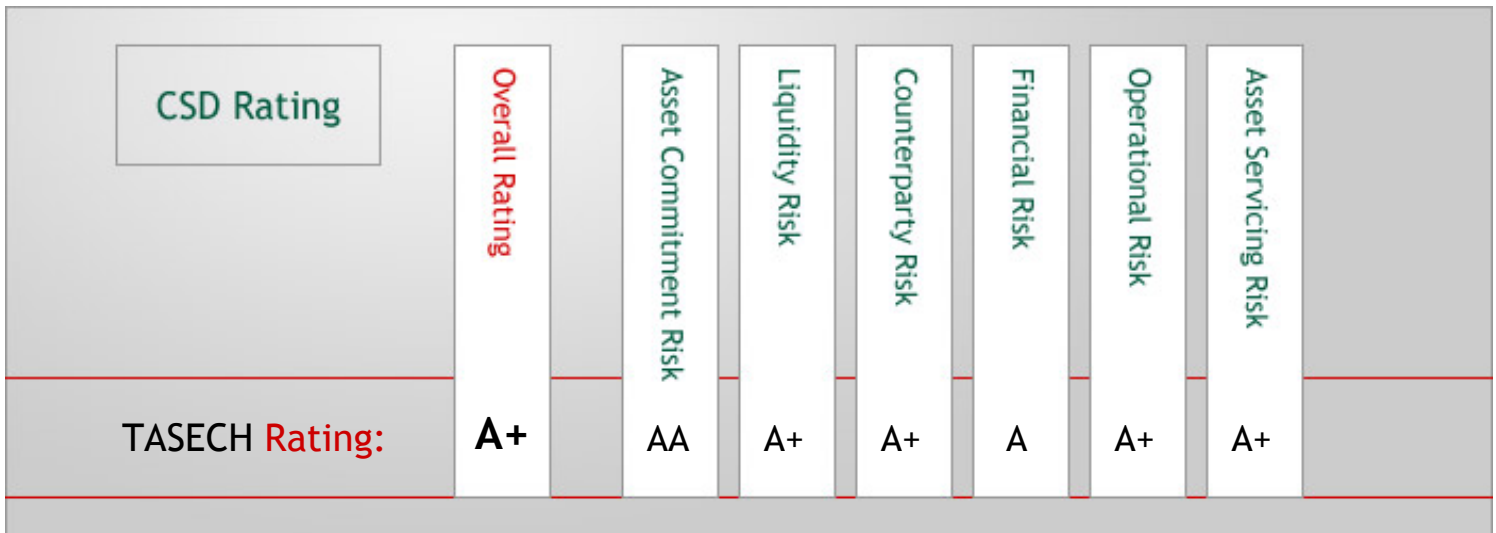 CSD Rating
Overall Rating
Asset Commitment Risk
Liquidity Risk
Counterparty Risk
Financial Risk
Operational Risk
Asset Servicing Risk
TASECH Rating: A+ AA A+ A+ A A+ A+